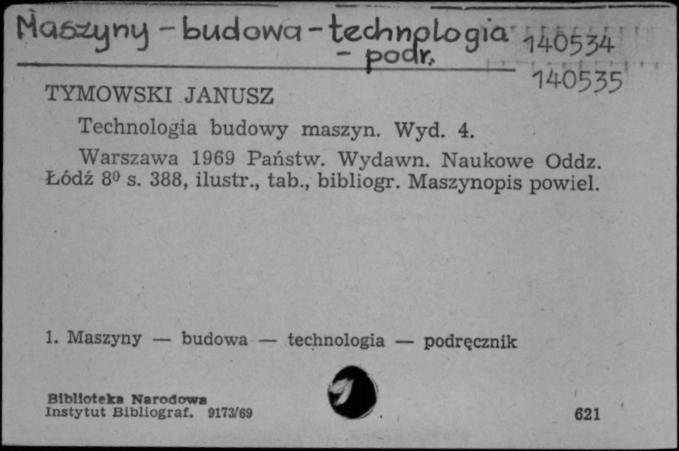 Maszyny - budowa - technologia 140534
- podr. 140535
TYMOWSKI JANUSZ
Technologia budowy maszyn. Wyd. 4.
Warszawa 1969 Państw. Wydawn. Naukowe Oddz.
Łódź 8⁰ s. 388, ilustr., tab., bibliogr. Maszynopis powiel.
1. Maszyny — budowa — technologia — podręcznik
Biblioteka Narodowa
Instytut Bibliograf. 9173/69 621